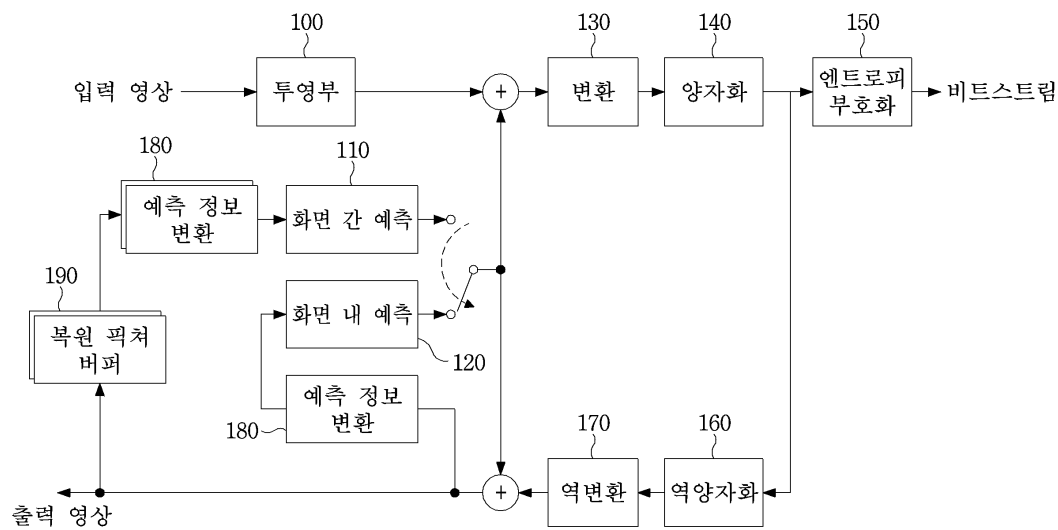 100
130
140
150
입력 영상
투영부
+
변환
양자화
엔트로피
부호화
비트스트림
180
110
예측 정보
변환
화면 간 예측
190
복원 픽쳐
버퍼
화면 내 예측
120
예측 정보
변환
180
170
160
+
역변환
역양자화
출력 영상